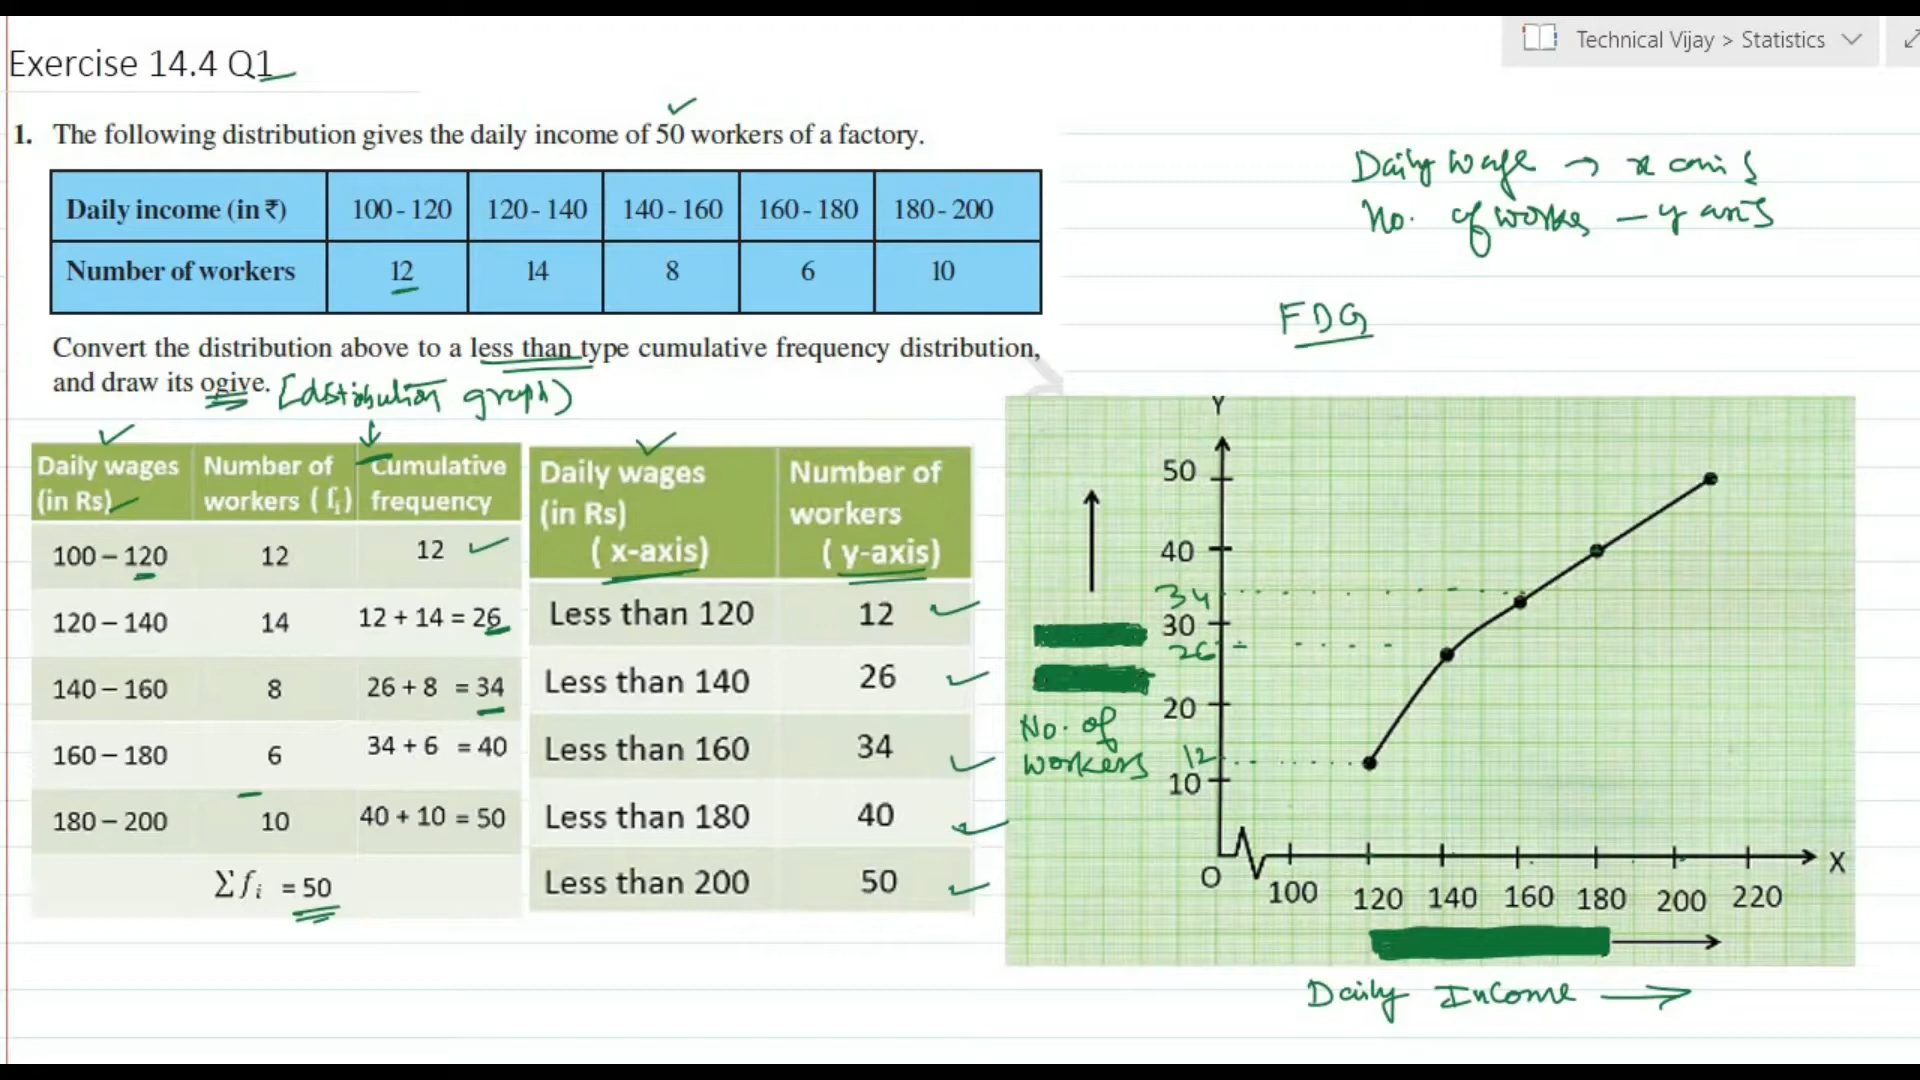 Technical Vijay > Statistics
Exercise 14.4 Q1
1. The following distribution gives the daily income of 50 workers of a factory.
Daily income (in ₹) 100 - 120 120 - 140 140 - 160 160 - 180 180 - 200
Number of workers 12 14 8 6 10
Convert the distribution above to a less than type cumulative frequency distribution,
and draw its ogive. [distribution graph)
Daily wage → x axis
No. of workes — y axis
FDG
Daily wages (in Rs) Number of workers (fi) Cumulative frequency
100 – 120 12 12
120 – 140 14 12 + 14 = 26
140 – 160 8 26 + 8 = 34
160 – 180 6 34 + 6 = 40
180 – 200 10 40 + 10 = 50
Σfi = 50
Daily wages (in Rs) ( x-axis) Number of workers ( y-axis)
Less than 120 12
Less than 140 26
Less than 160 34
Less than 180 40
Less than 200 50
Y
50
40
34
30
26
20
12
10
No. of
workers
O 100 120 140 160 180 200 220 X
Daily Income →